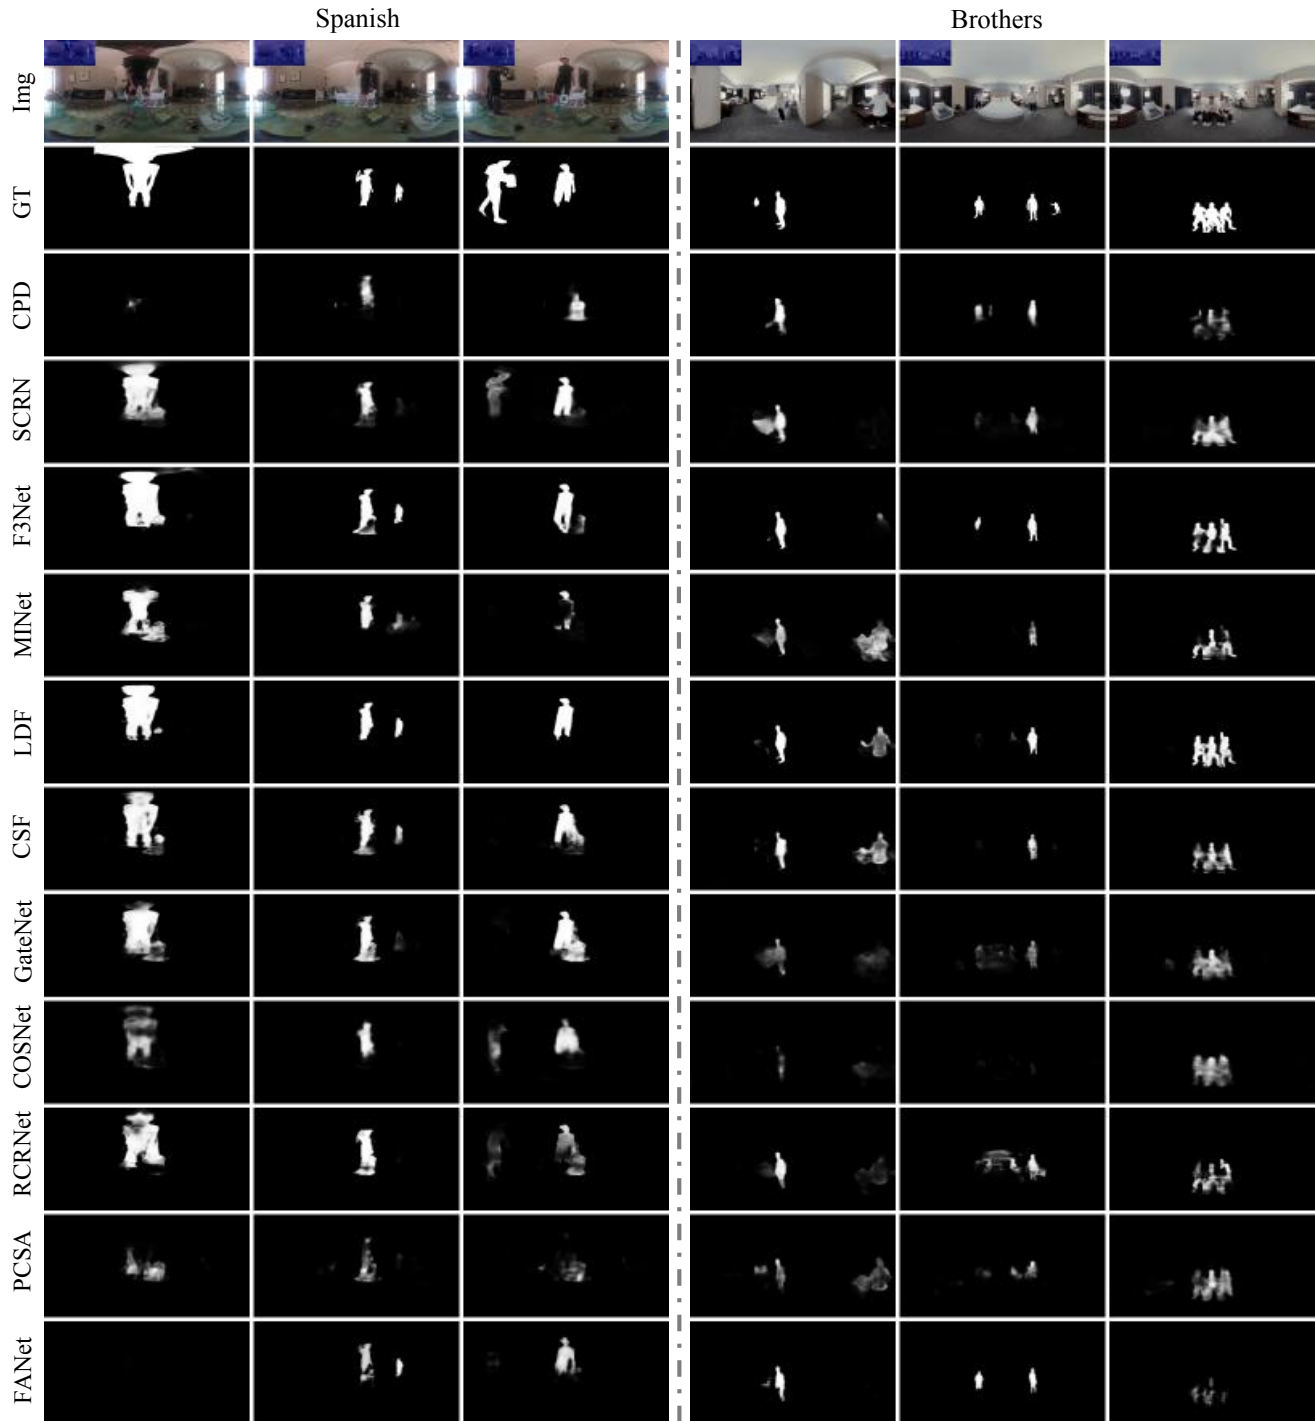 Spanish
Brothers
Img
GT
CPD
SCRN
F3Net
MINet
LDF
CSF
GateNet
COSNet
RCRNet
PCSA
FANet